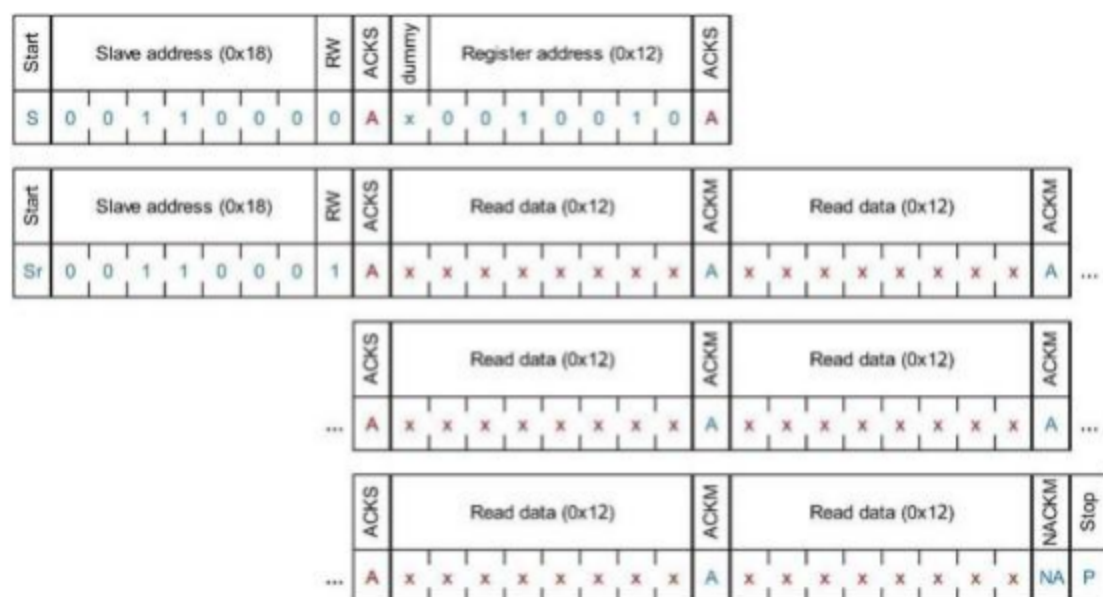 Start Slave address (0x18) RW ACKS dummy Register address (0x12) ACKS
S 0 0 1 1 0 0 0 0 A x 0 0 1 0 0 1 0 A
Start Slave address (0x18) RW ACKS Read data (0x12) ACKM Read data (0x12) ACKM
Sr 0 0 1 1 0 0 0 1 A x x x x x x x x A x x x x x x x x A ...
ACKS Read data (0x12) ACKM Read data (0x12) ACKM
... A x x x x x x x x A x x x x x x x x A ...
ACKS Read data (0x12) ACKM Read data (0x12) NACKM Stop
... A x x x x x x x x A x x x x x x x x NA P